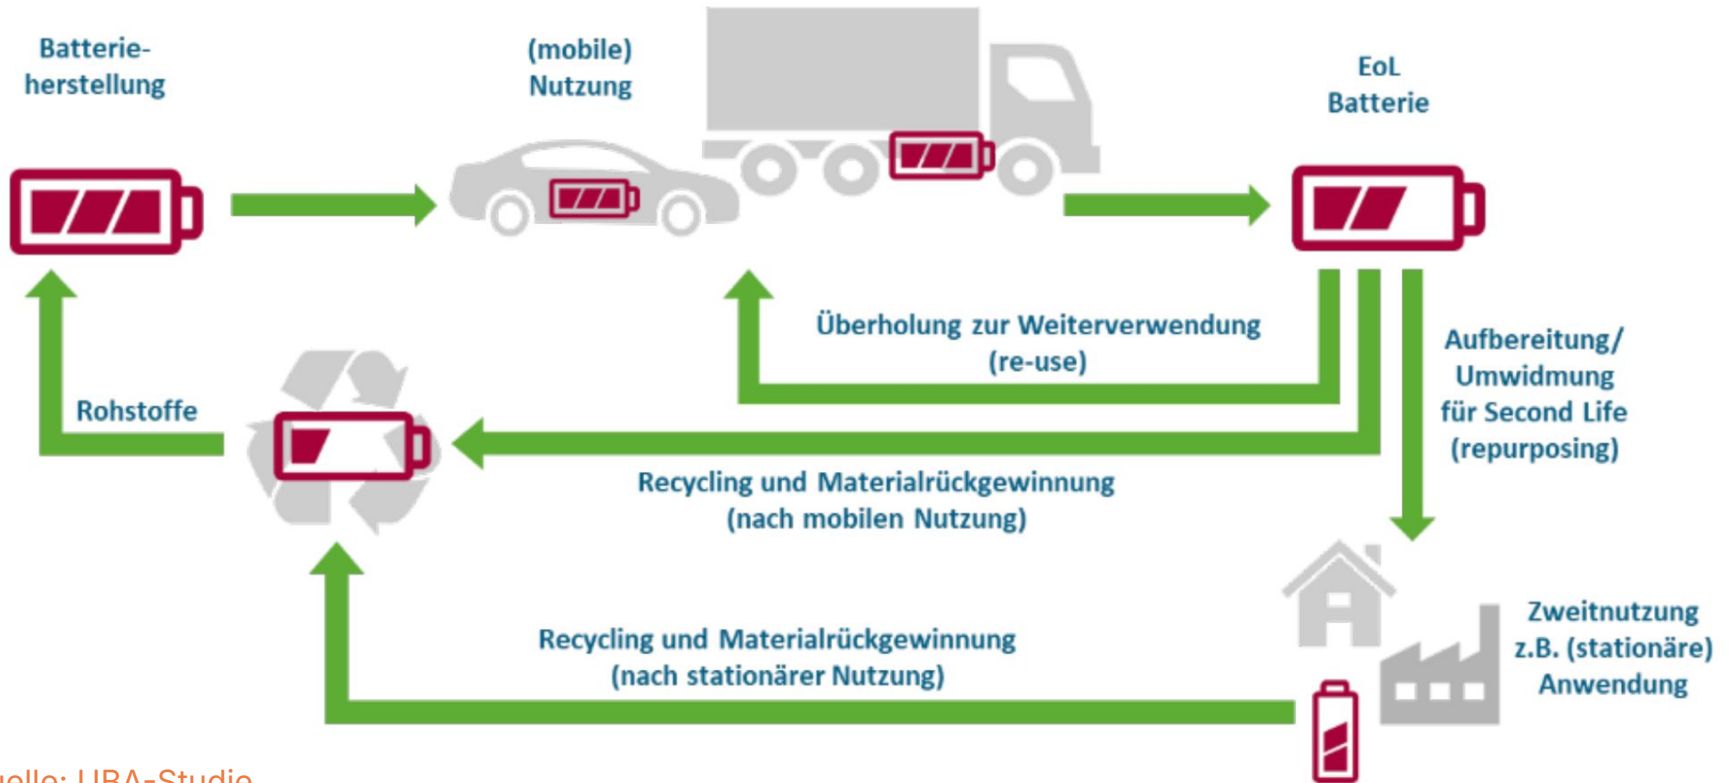 Batterie-
herstellung
(mobile)
Nutzung
EoL
Batterie
Überholung zur Weiterverwendung
(re-use)
Aufbereitung/
Umwidmung
für Second Life
(repurposing)
Rohstoffe
Recycling und Materialrückgewinnung
(nach mobilen Nutzung)
Recycling und Materialrückgewinnung
(nach stationärer Nutzung)
Zweitnutzung
z.B. (stationäre)
Anwendung
UBA-Studie